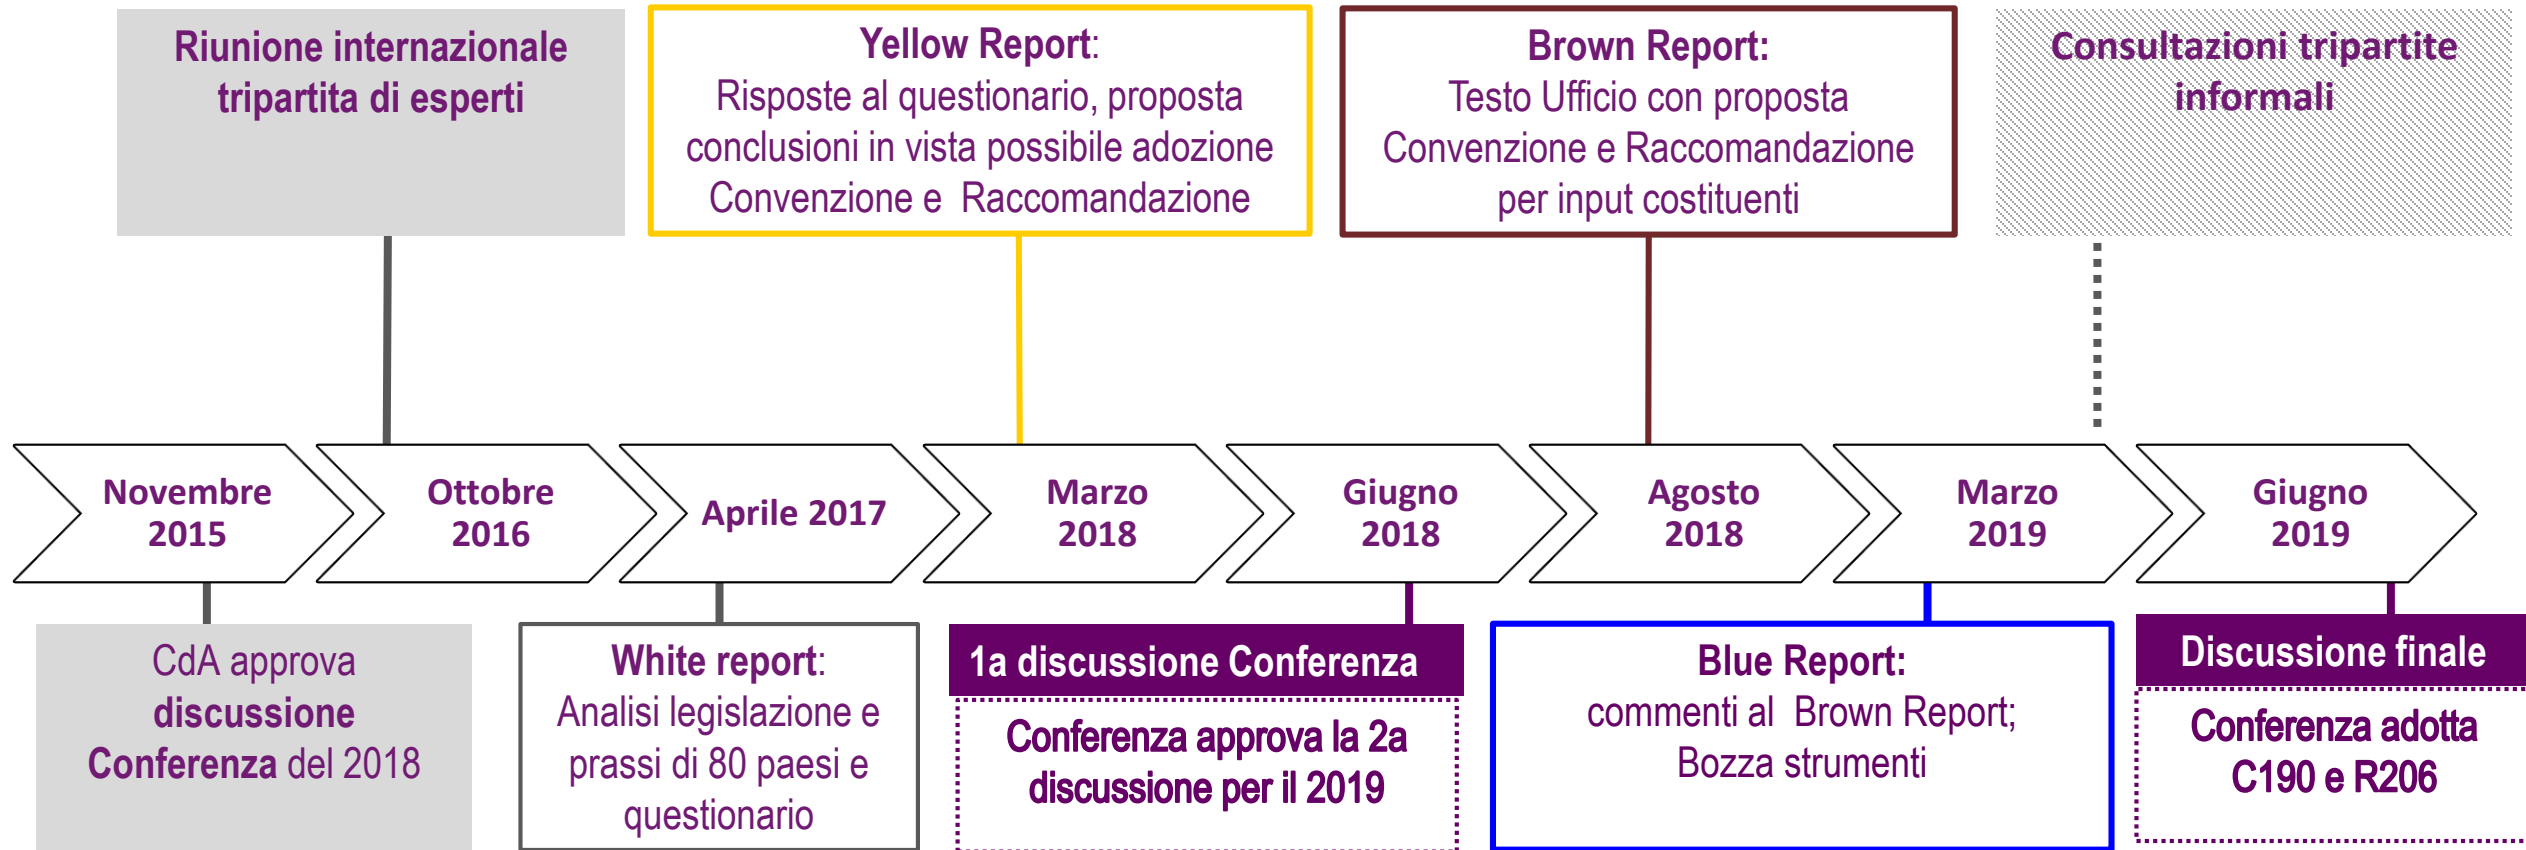 Riunione internazionale
tripartita di esperti
Yellow Report:
Risposte al questionario, proposta
conclusioni in vista possibile adozione
Convenzione e Raccomandazione
Brown Report:
Testo Ufficio con proposta
Convenzione e Raccomandazione
per input costituenti
Consultazioni tripartite
informali
Novembre
2015
Ottobre
2016
Aprile 2017
Marzo
2018
Giugno
2018
Agosto
2018
Marzo
2019
Giugno
2019
CdA approva
discussione
Conferenza del 2018
White report:
Analisi legislazione e
prassi di 80 paesi e
questionario
1a discussione Conferenza
Conferenza approva la 2a
discussione per il 2019
Blue Report:
commenti al Brown Report;
Bozza strumenti
Discussione finale
Conferenza adotta
C190 e R206